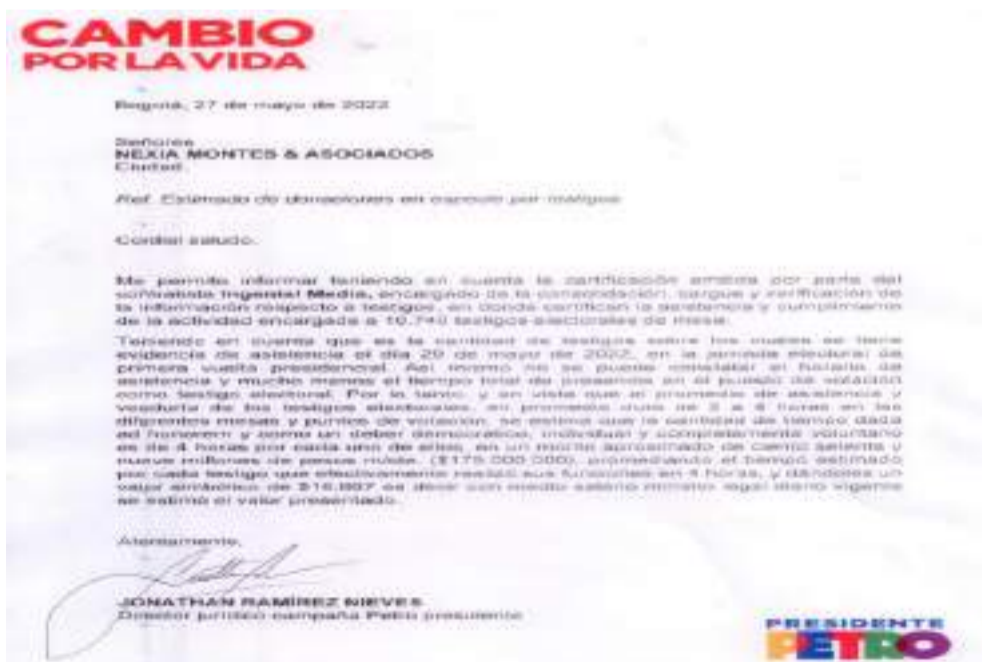 CAMBIO
POR LA VIDA
Bogotá, 27 de mayo de 2022
Señores
NEXIA MONTES & ASOCIADOS
Ciudad.
Ref. Estimado de donaciones en especie por testigos
Cordial saludo.
Me permito informar teniendo en cuenta la certificación emitida por parte del
contratista Ingenial Media, encargado de la consolidación, cargue y verificación de
la información respecto a testigos, en donde certifican la asistencia y cumplimiento
de la actividad encargada a 10.740 testigos electorales de mesa.
Teniendo en cuenta que es la cantidad de testigos sobre los cuales se tiene
evidencia de asistencia el día 29 de mayo de 2022, en la jornada electoral de
primera vuelta presidencial. Así mismo no se puede constatar el horario de
asistencia y mucho menos el tiempo total de presencia en el puesto de votación
como testigo electoral. Por lo tanto, y en vista que el promedio de asistencia y
veeduría de los testigos electorales, en promedio dura de 2 a 6 horas en las
diferentes mesas y puntos de votación, se estima que la cantidad de tiempo dada
ad honorem y como un deber democrático, individual y completamente voluntario
es de 4 horas por cada uno de ellos, en un monto aproximado de ciento setenta y
nueve millones de pesos mcte. promediando el tiempo estimado
por cada testigo que efectivamente realizó sus funciones en 4 horas, y dándoles un
valor simbólico de es decir con medio salario mínimo legal diario vigente
se estimó el valor presentado.
Atentamente,
JONATHAN RAMÍREZ NIEVES
Director jurídico campaña Petro presidente
PRESIDENTE
PETRO